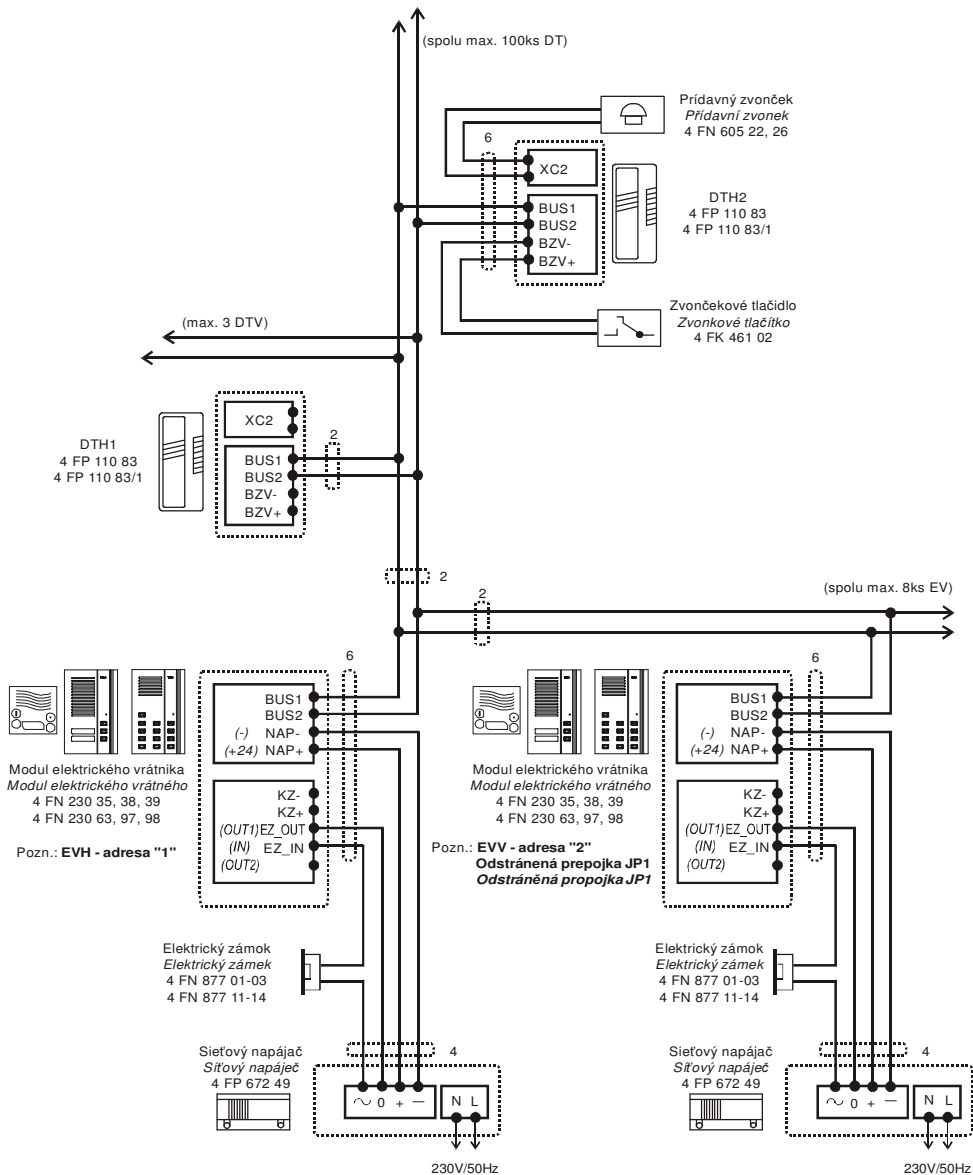 (spolu max. 100ks DT)
Prídavný zvonček
Přídavní zvonek
4 FN 605 22, 26
6
XC2
DTH2
4 FP 110 83
4 FP 110 83/1
BUS1
BUS2
BZV-
BZV+
(max. 3 DTV)
Zvončekové tlačidlo
Zvonkové tlačítko
4 FK 461 02
XC2
2
DTH1
4 FP 110 83
4 FP 110 83/1
BUS1
BUS2
BZV-
BZV+
2
2
(spolu max. 8ks EV)
6
BUS1
BUS2
(-) NAP-
(+24) NAP+
KZ-
KZ+
(OUT1) EZ_OUT
(IN) EZ_IN
(OUT2)
Modul elektrického vrátnika
Modul elektrického vrátného
4 FN 230 35, 38, 39
4 FN 230 63, 97, 98
Pozn.: EVH - adresa "1"
6
BUS1
BUS2
(-) NAP-
(+24) NAP+
KZ-
KZ+
(OUT1) EZ_OUT
(IN) EZ_IN
(OUT2)
Modul elektrického vrátnika
Modul elektrického vrátného
4 FN 230 35, 38, 39
4 FN 230 63, 97, 98
Pozn.: EVV - adresa "2"
Odstránená prepojka JP1
Odstráněná propojka JP1
Elektrický zámok
Elektrický zámek
4 FN 877 01-03
4 FN 877 11-14
Elektrický zámok
Elektrický zámek
4 FN 877 01-03
4 FN 877 11-14
Sieťový napájač
Síťový napáječ
4 FP 672 49
4
~ 0 + —
N L
230V/50Hz
Sieťový napájač
Síťový napáječ
4 FP 672 49
4
~ 0 + —
N L
230V/50Hz